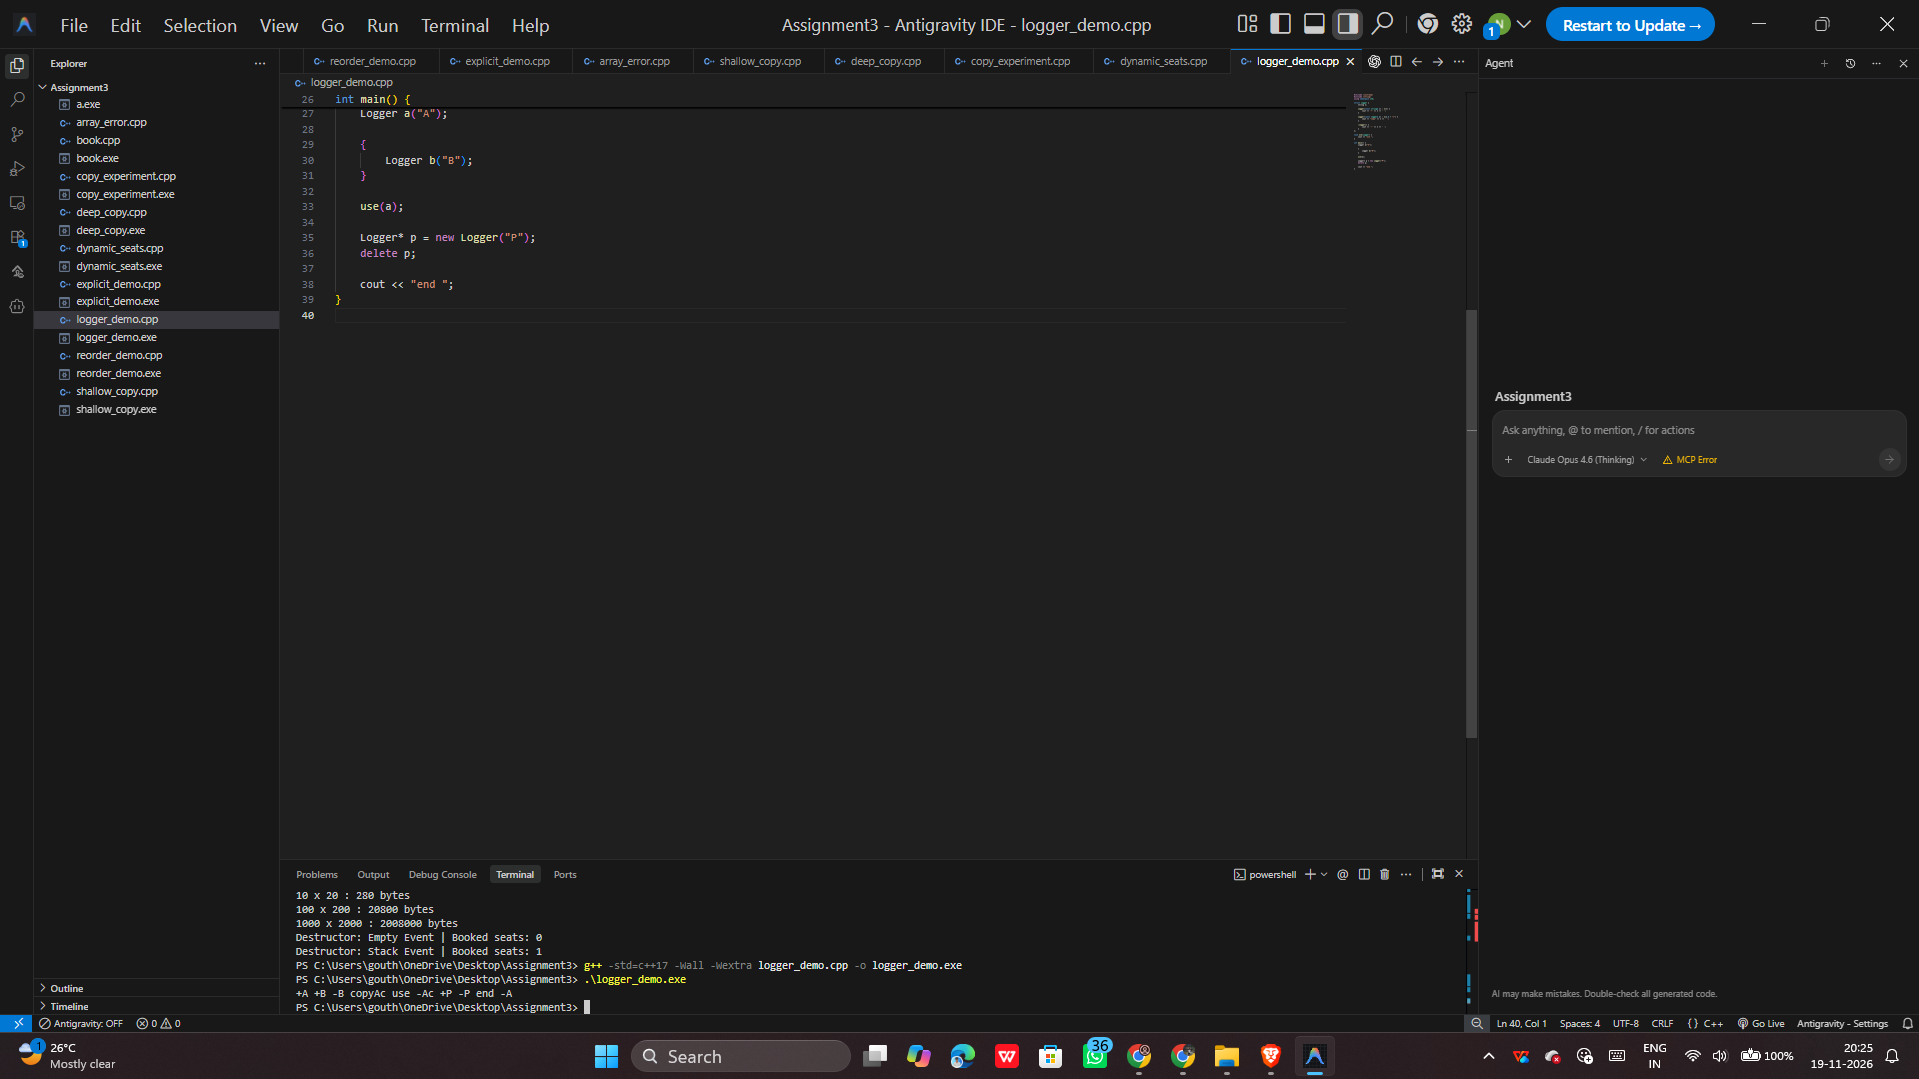 File Edit Selection View Go Run Terminal Help
Assignment3 - Antigravity IDE - logger_demo.cpp
1
Restart to Update →
Explorer
Assignment3
a.exe
array_error.cpp
book.cpp
book.exe
copy_experiment.cpp
copy_experiment.exe
deep_copy.cpp
deep_copy.exe
dynamic_seats.cpp
dynamic_seats.exe
explicit_demo.cpp
explicit_demo.exe
logger_demo.cpp
logger_demo.exe
reorder_demo.cpp
reorder_demo.exe
shallow_copy.cpp
shallow_copy.exe
Outline
Timeline
reorder_demo.cpp explicit_demo.cpp array_error.cpp shallow_copy.cpp deep_copy.cpp copy_experiment.cpp dynamic_seats.cpp logger_demo.cpp
logger_demo.cpp
26 int main() {
27 Logger a("A");
28
29 {
30 Logger b("B");
31 }
32
33 use(a);
34
35 Logger* p = new Logger("P");
36 delete p;
37
38 cout << "end ";
39 }
40
Problems Output Debug Console Terminal Ports
powershell
10 x 20 : 280 bytes
100 x 200 : 20800 bytes
1000 x 2000 : 2008000 bytes
Destructor: Empty Event | Booked seats: 0
Destructor: Stack Event | Booked seats: 1
PS C:\Users\gouth\OneDrive\Desktop\Assignment3> g++ -std=c++17 -Wall -Wextra logger_demo.cpp -o logger_demo.exe
PS C:\Users\gouth\OneDrive\Desktop\Assignment3> .\logger_demo.exe
+A +B -B copyAc use -Ac +P -P end -A
PS C:\Users\gouth\OneDrive\Desktop\Assignment3>
Agent
Assignment3
Ask anything, @ to mention, / for actions
Claude Opus 4.6 (Thinking) MCP Error
AI may make mistakes. Double-check all generated code.
Antigravity: OFF 0 0
Ln 40, Col 1 Spaces: 4 UTF-8 CRLF { } C++ Go Live Antigravity - Settings
1
26°C
Mostly clear
Search
36
ENG
IN
100%
20:25
19-11-2026